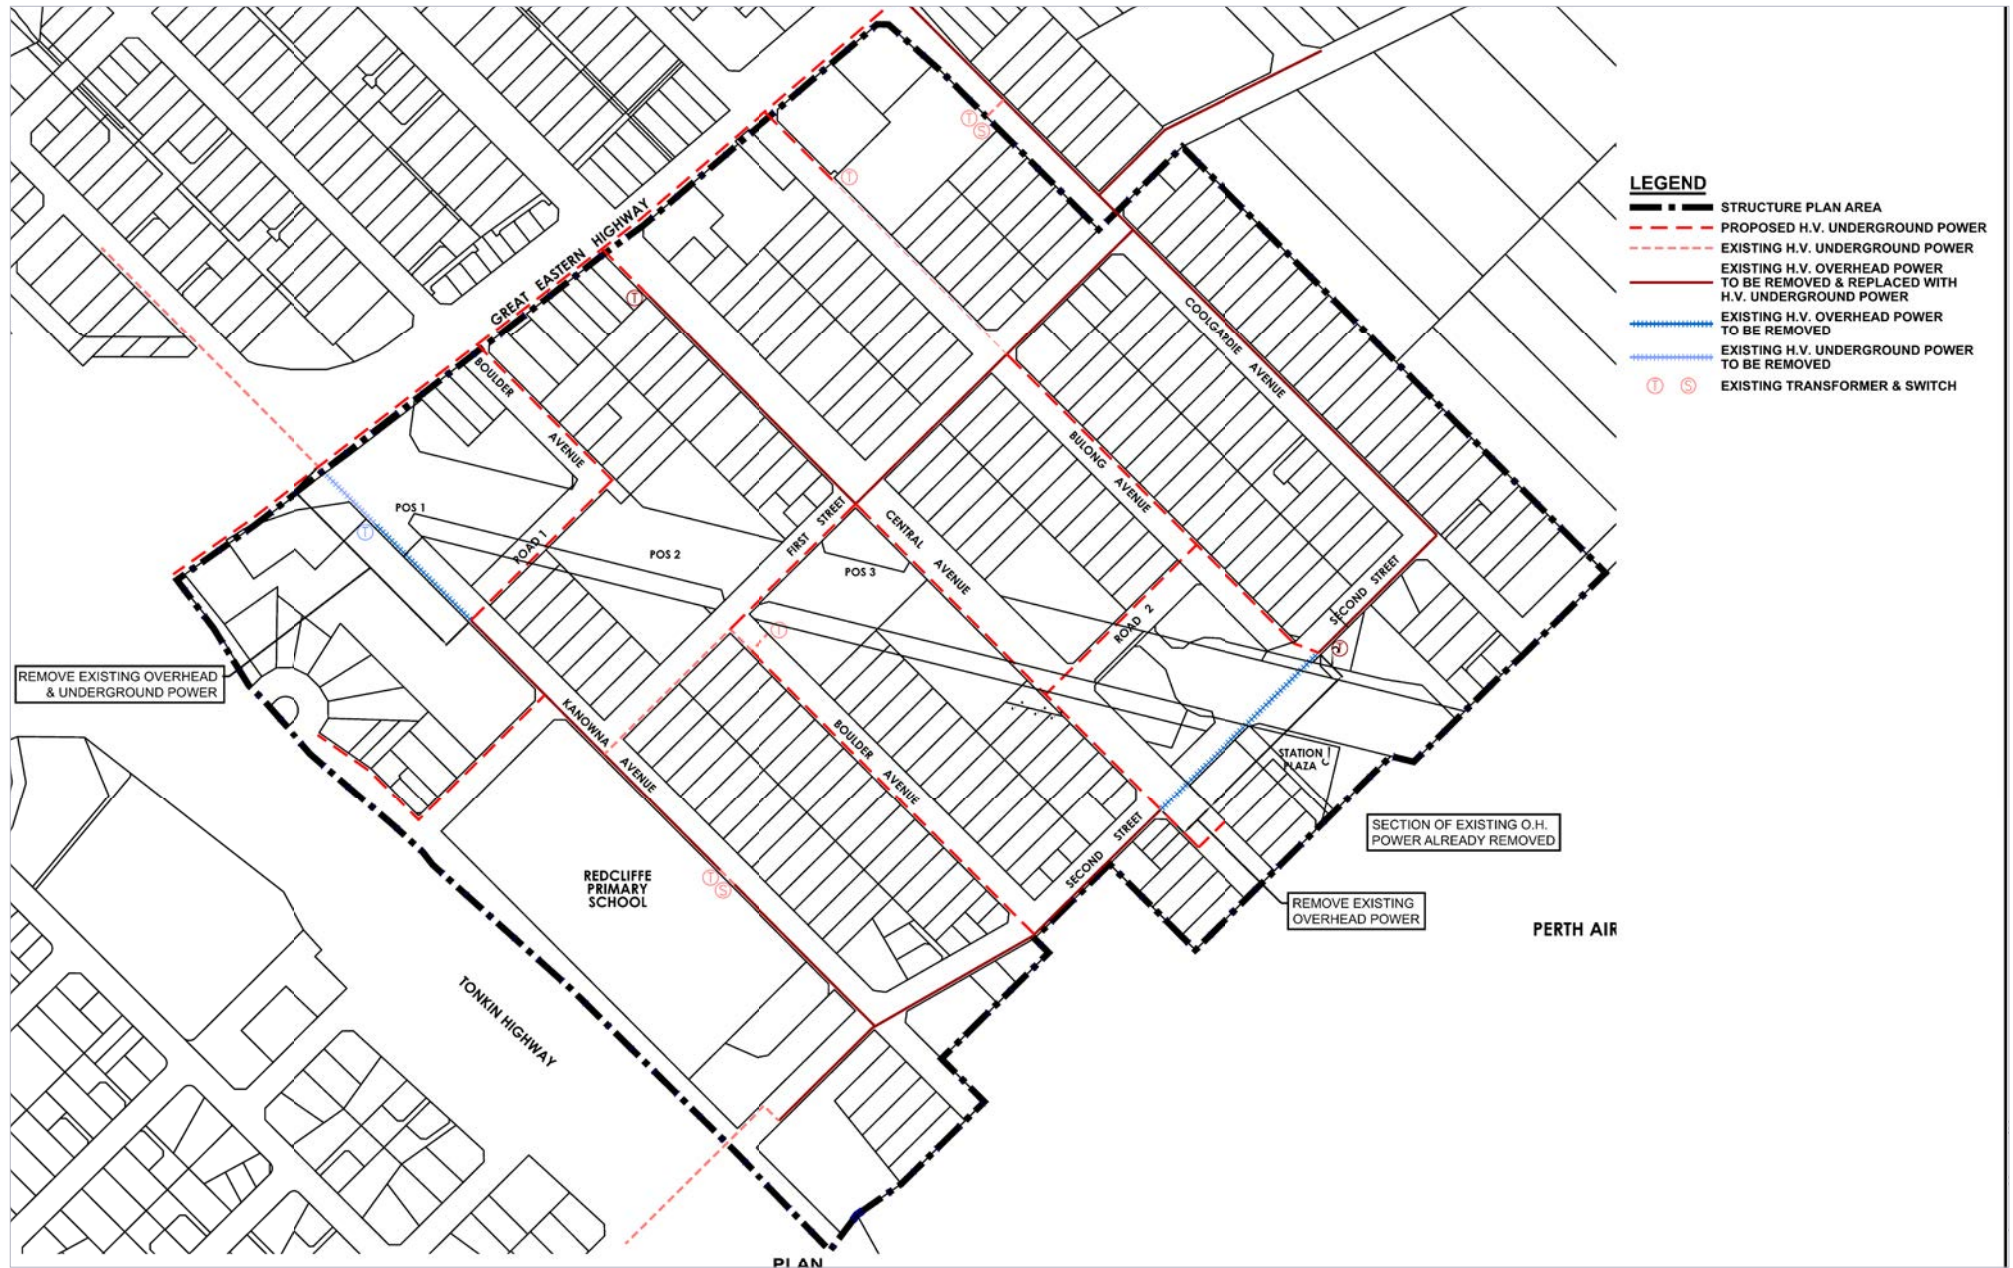 LEGEND
STRUCTURE PLAN AREA
PROPOSED H.V. UNDERGROUND POWER
EXISTING H.V. UNDERGROUND POWER
EXISTING H.V. OVERHEAD POWER
TO BE REMOVED & REPLACED WITH
H.V. UNDERGROUND POWER
EXISTING H.V. OVERHEAD POWER
TO BE REMOVED
EXISTING H.V. UNDERGROUND POWER
TO BE REMOVED
T S EXISTING TRANSFORMER & SWITCH
T
S
T
GREAT EASTERN HIGHWAY
T
COOLGARDIE AVENUE
BOULDER AVENUE
BULONG AVENUE
POS 1
T
ROAD 1
POS 2
FIRST STREET
POS 3
CENTRAL AVENUE
SECOND STREET
ROAD 2
T
T
REMOVE EXISTING OVERHEAD
& UNDERGROUND POWER
KANOWNA AVENUE
BOULDER AVENUE
STATION
PLAZA
SECTION OF EXISTING O.H.
POWER ALREADY REMOVED
SECOND STREET
REDCLIFFE
PRIMARY
SCHOOL
T
S
REMOVE EXISTING
OVERHEAD POWER
PERTH AIR
TONKIN HIGHWAY
PLAN